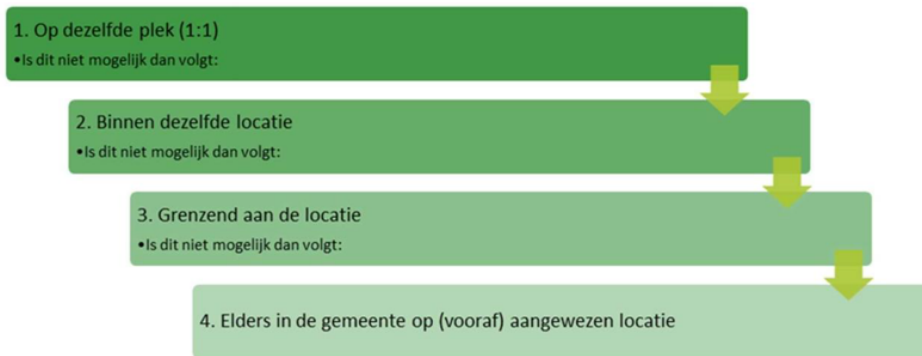 1. Op dezelfde plek (1:1)
•Is dit niet mogelijk dan volgt:
2. Binnen dezelfde locatie
•Is dit niet mogelijk dan volgt:
3. Grenzend aan de locatie
•Is dit niet mogelijk dan volgt:
4. Elders in de gemeente op (vooraf) aangewezen locatie